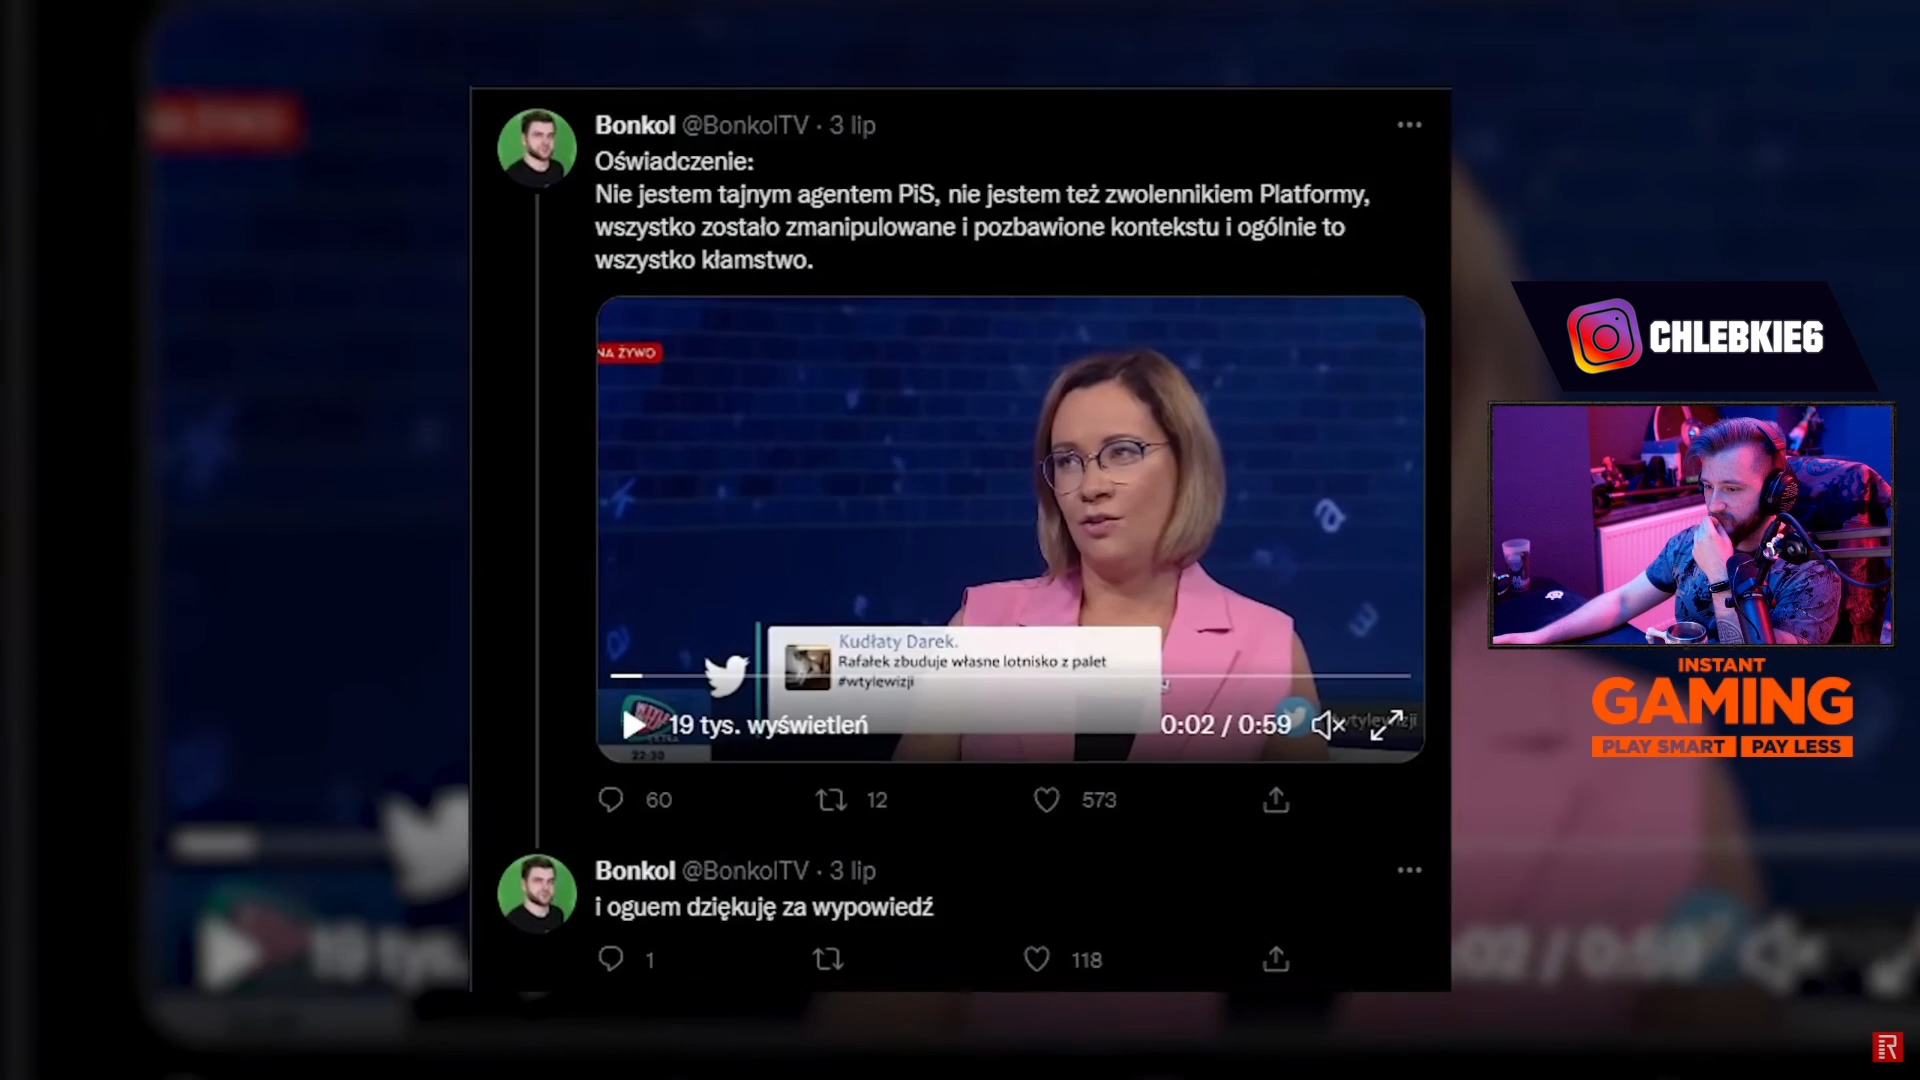 Bonkol @BonkolTV · 3 lip
Oświadczenie:
Nie jestem tajnym agentem PiS, nie jestem też zwolennikiem Platformy,
wszystko zostało zmanipulowane i pozbawione kontekstu i ogólnie to
wszystko kłamstwo.
NA ŻYWO
Kudłaty Darek.
Rafałek zbuduje własne lotnisko z palet
#wtylewizji
19 tys. wyświetleń
0:02 / 0:59
#wtylewizji
22:30
60
12
573
Bonkol @BonkolTV · 3 lip
i oguem dziękuję za wypowiedź
1
118
CHLEBKIE6
INSTANT
GAMING
PLAY SMART PAY LESS
R